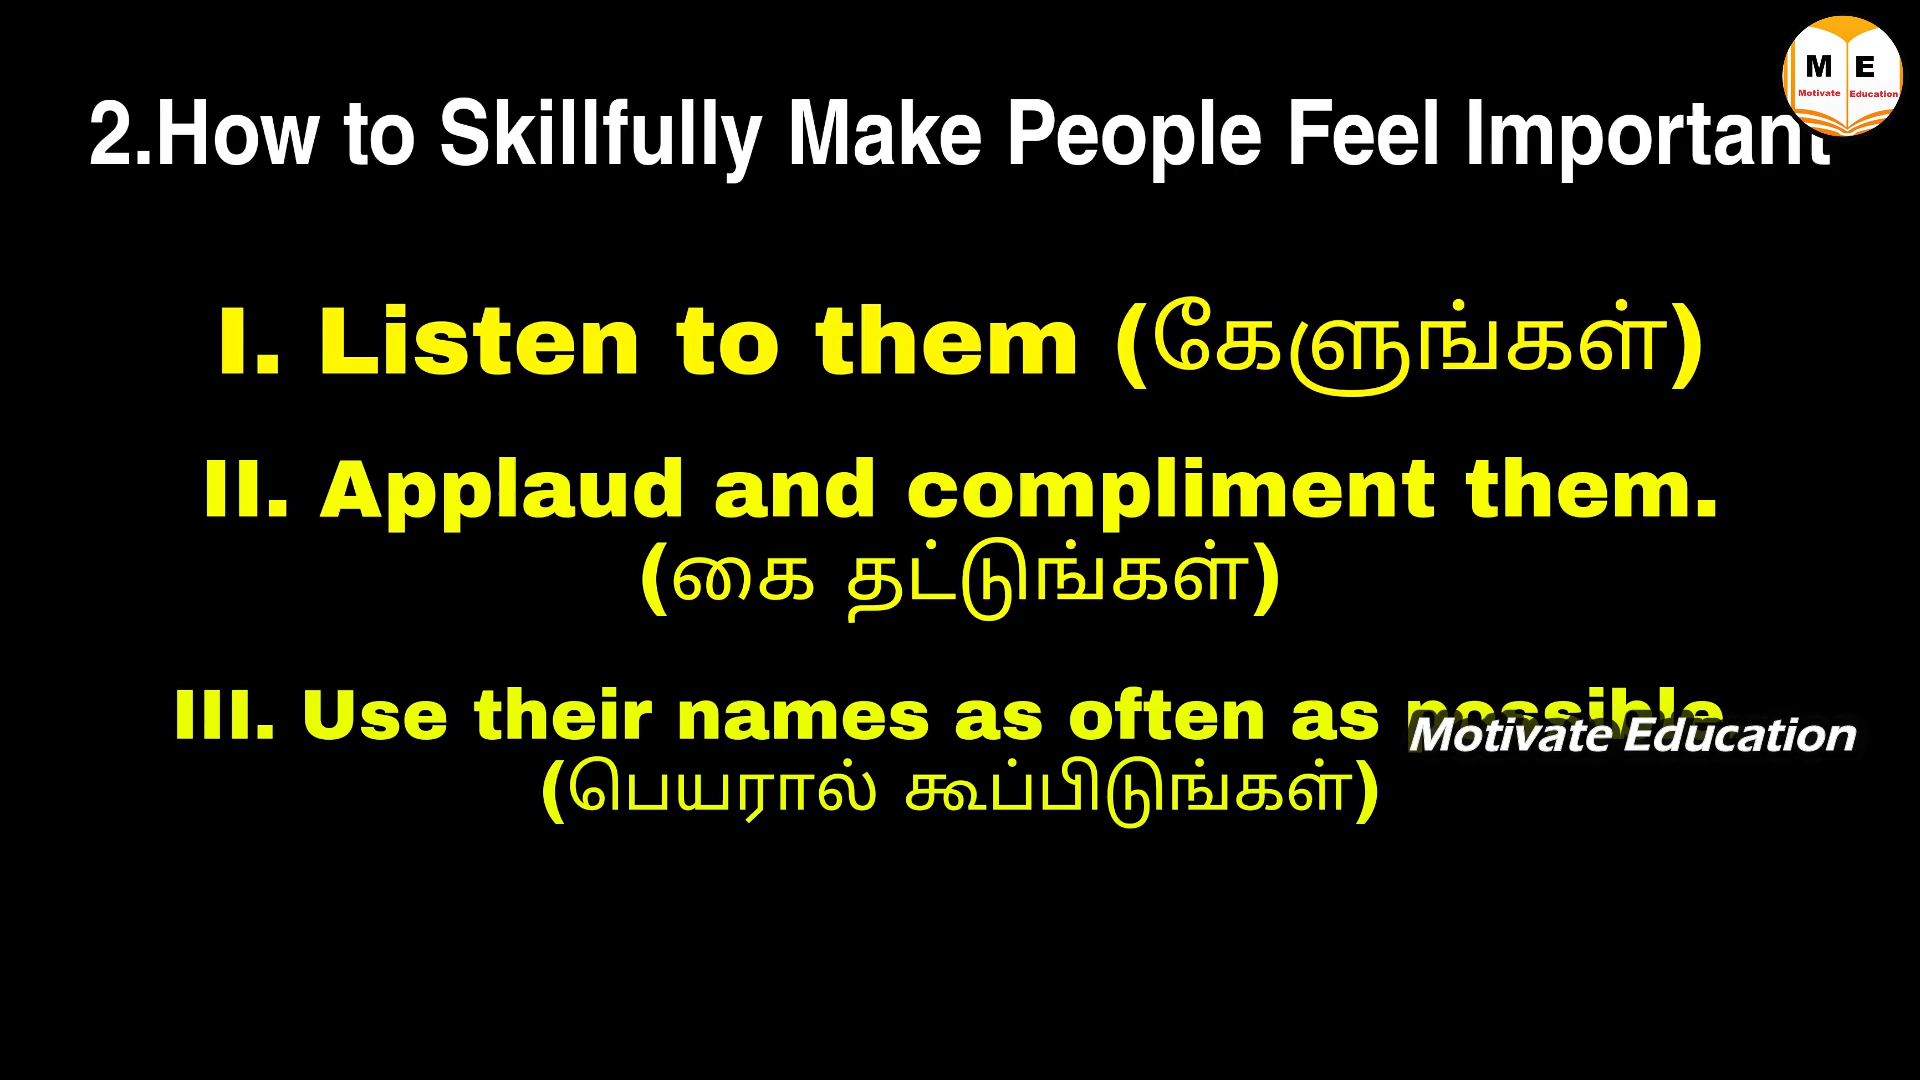 M E
Motivate Education
2.How to Skillfully Make People Feel Important
I. Listen to them (கேளுங்கள்)
II. Applaud and compliment them.
(கை தட்டுங்கள்)
III. Use their names as often as possible
Motivate Education
(பெயரால் கூப்பிடுங்கள்)